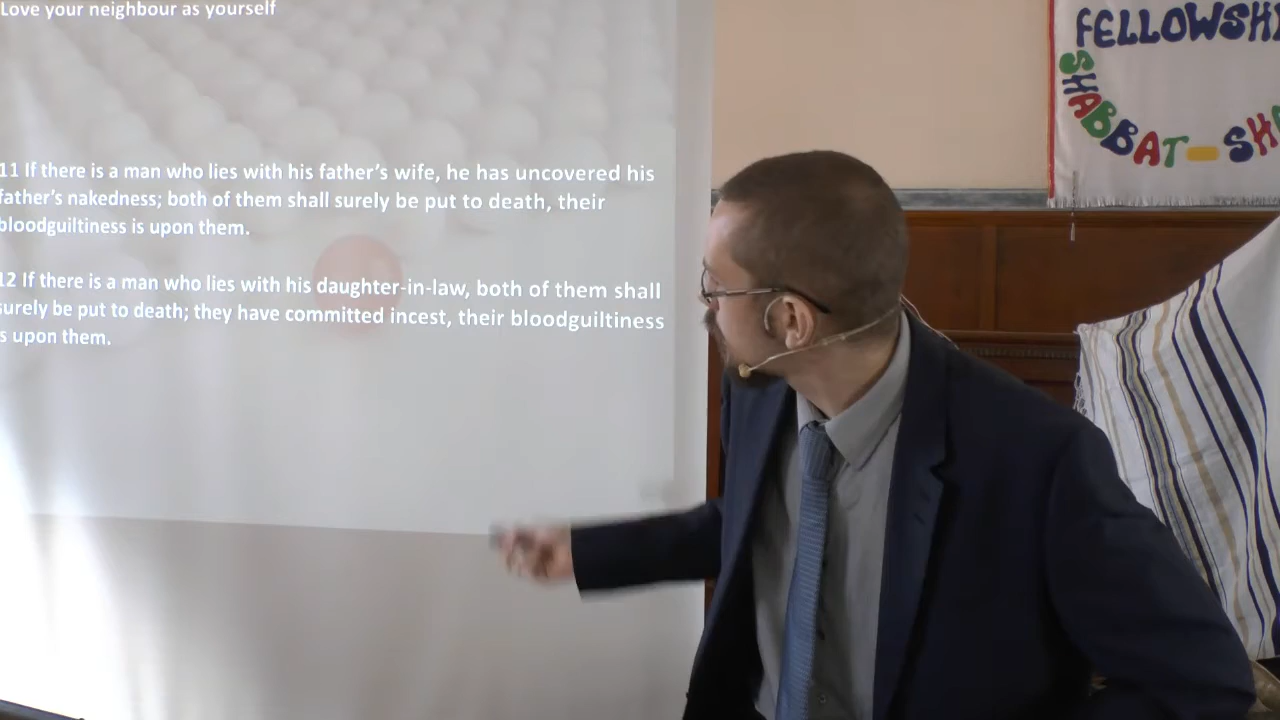 Love your neighbour as yourself
11 If there is a man who lies with his father's wife, he has uncovered his
father's nakedness; both of them shall surely be put to death, their
bloodguiltiness is upon them.
12 If there is a man who lies with his daughter-in-law, both of them shall
surely be put to death; they have committed incest, their bloodguiltiness
is upon them.
FELLOWSHI
SHABBAT-SH